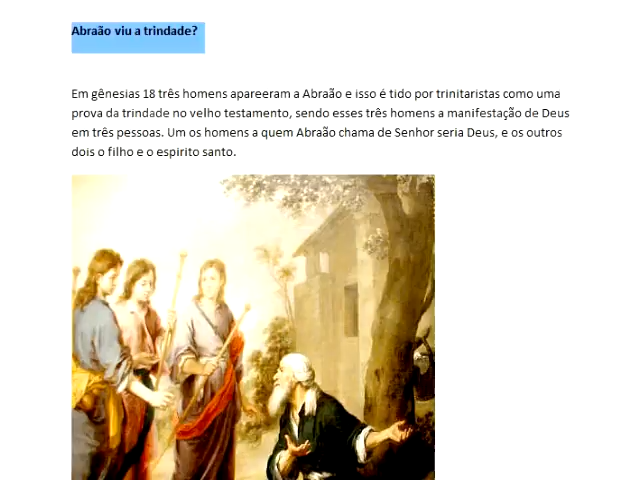 Abraão viu a trindade?
Em gênesias 18 três homens apareeram a Abraão e isso é tido por trinitaristas como uma
prova da trindade no velho testamento, sendo esses três homens a manifestação de Deus
em três pessoas. Um os homens a quem Abraão chama de Senhor seria Deus, e os outros
dois o filho e o espirito santo.